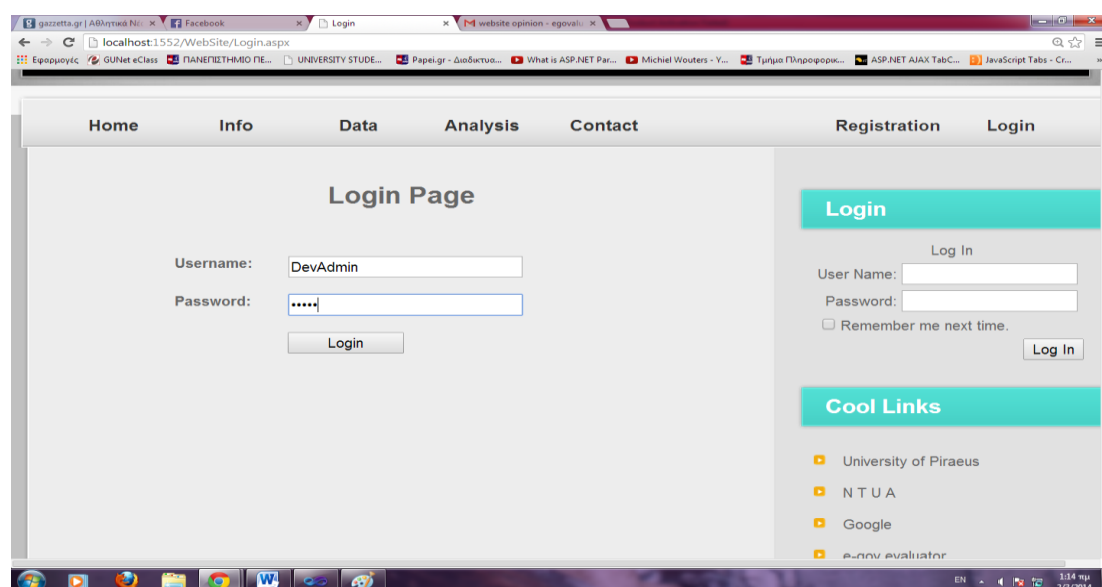 gazzetta.gr | Αθλητικά Νέ
Facebook
Login
website opinion - egovalu
localhost:1552/WebSite/Login.aspx
Εφαρμογές
GUNet eClass
ΠΑΝΕΠΙΣΤΗΜΙΟ ΠΕ...
UNIVERSITY STUDE...
Papei.gr - Διαδικτυα...
What is ASP.NET Par...
Michiel Wouters - Y...
Τμήμα Πληροφορικ...
ASP.NET AJAX TabC...
JavaScript Tabs - Cr...
Home Info Data Analysis Contact Registration Login
Login Page
Username: DevAdmin
Password: •••••
Login
Login
Log In
User Name:
Password:
Remember me next time.
Log In
Cool Links
University of Piraeus
N T U A
Google
e-gov evaluator
EN
1:14 πμ